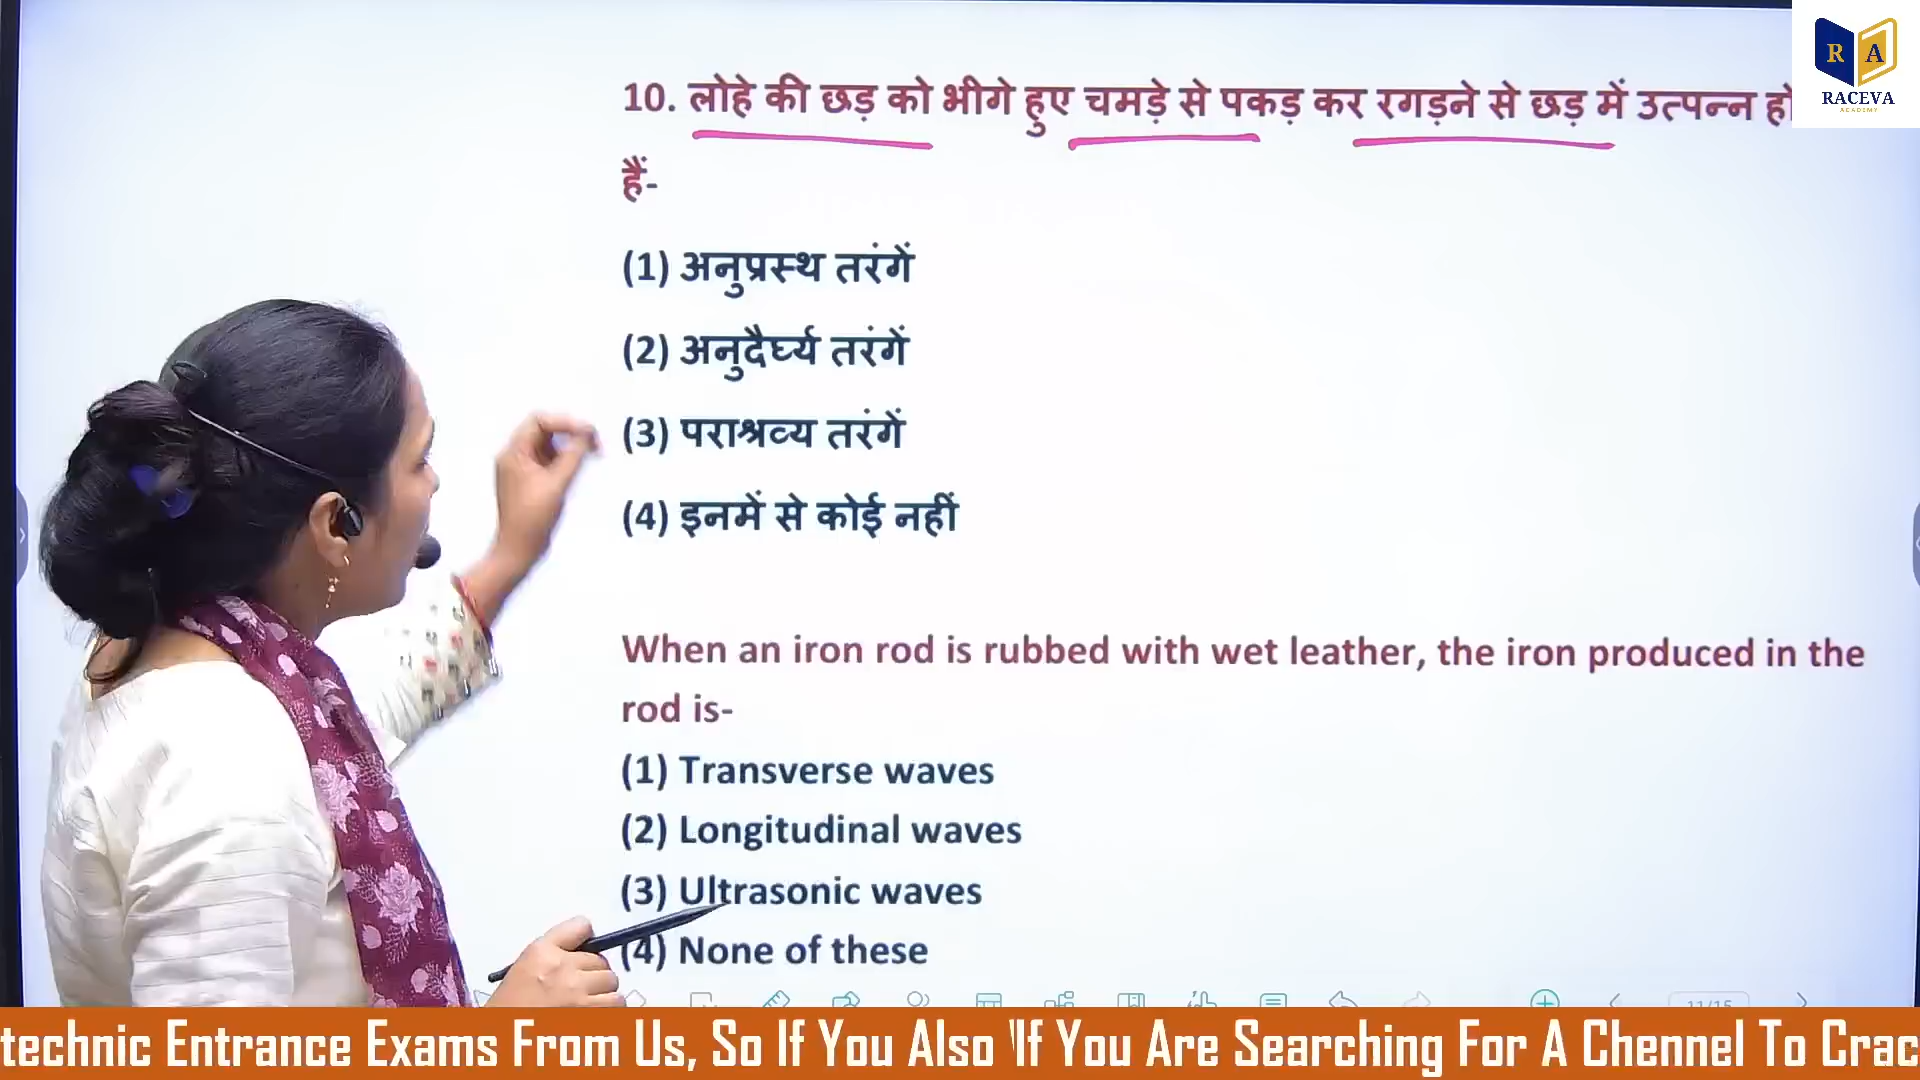 10. लोहे की छड़ को भीगे हुए चमड़े से पकड़ कर रगड़ने से छड़ में उत्पन्न
हैं-
(1) अनुप्रस्थ तरंगें
(2) अनुदैर्घ्य तरंगें
(3) पराश्रव्य तरंगें
(4) इनमें से कोई नहीं
When an iron rod is rubbed with wet leather, the iron produced in the
rod is-
(1) Transverse waves
(2) Longitudinal waves
(3) Ultrasonic waves
(4) None of these
R A
RACEVA
ACADEMY
technic Entrance Exams From Us, So If You Also If You Are Searching For A Chennel To Crac